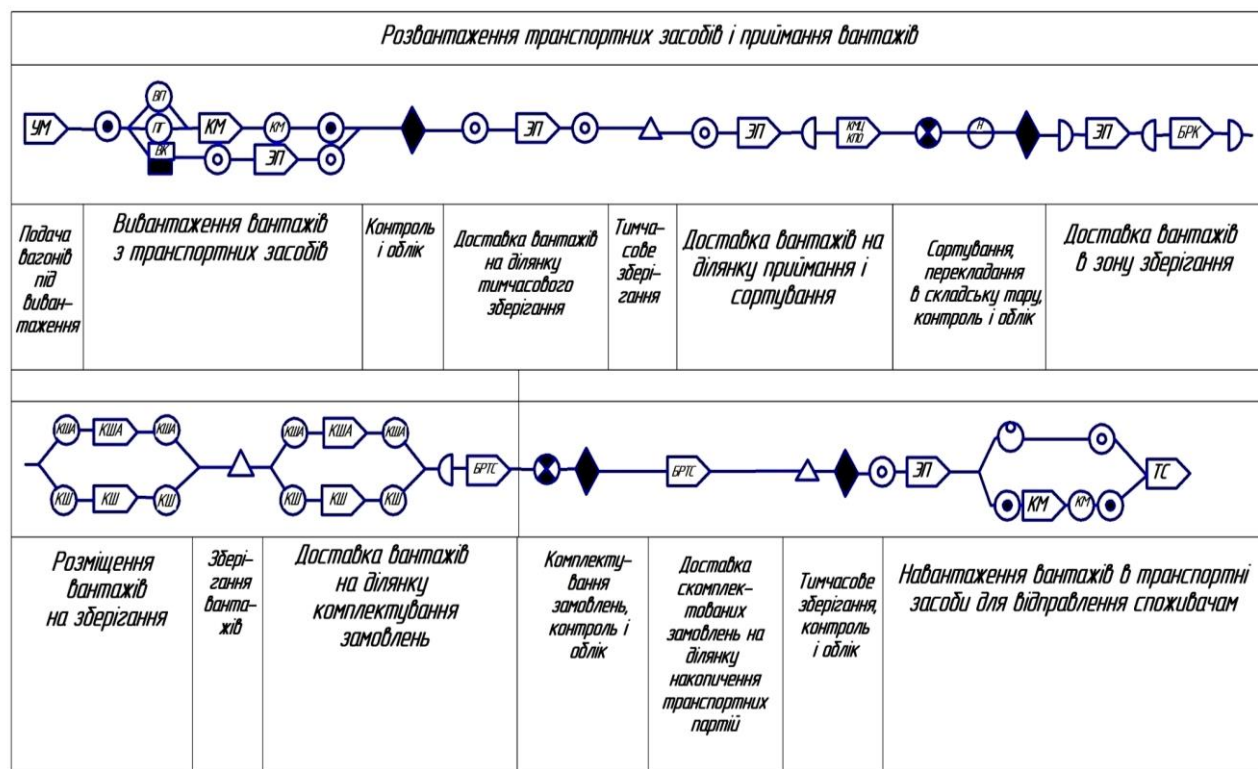 Розвантаження транспортних засобів і приймання вантажів
УМ
ВП
ПГ
ВК
КМ
КМ
ЭП
ЭП
ЭП
КМЦ
КПО
Н
ЭП
БРК
Подача
вагонів
під
виван-
таження
Вивантаження вантажів
з транспортних засобів
Контроль
і облік
Доставка вантажів
на ділянку
тимчасового
зберігання
Тимча-
сове
збері-
гання
Доставка вантажів на
ділянку приймання і
сортування
Сортування,
перекладання
в складську тару,
контроль і облік
Доставка вантажів
в зону зберігання
КША
КША
КША
КШ
КШ
КШ
КША
КША
КША
КШ
КШ
КШ
БРТС
БРТС
ЭП
КМ
КМ
ТС
Розміщення
вантажів
на зберігання
Збері-
гання
ванта-
жів
Доставка вантажів
на ділянку
комплектування
замовлень
Комплекту-
вання
замовлень,
контроль і
облік
Доставка
скомплек-
тованих
замовлень на
ділянку
накопичення
транспортних
партій
Тимчасове
зберігання,
контроль
і облік
Навантаження вантажів в транспортні
засоби для відправлення споживачам